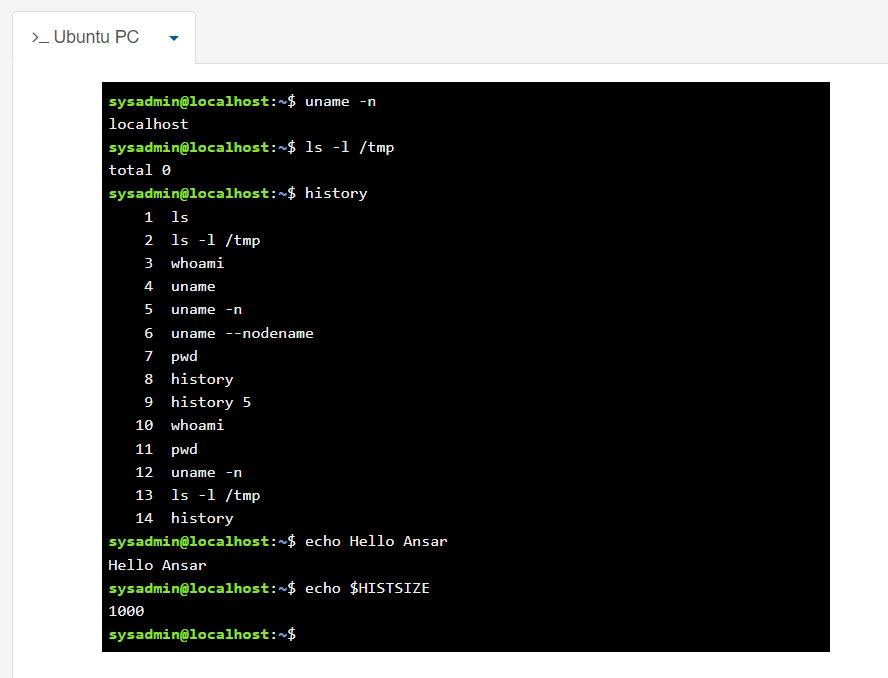 >_ Ubuntu PC
sysadmin@localhost:~$ uname -n
localhost
sysadmin@localhost:~$ ls -l /tmp
total 0
sysadmin@localhost:~$ history
    1  ls
    2  ls -l /tmp
    3  whoami
    4  uname
    5  uname -n
    6  uname --nodename
    7  pwd
    8  history
    9  history 5
   10  whoami
   11  pwd
   12  uname -n
   13  ls -l /tmp
   14  history
sysadmin@localhost:~$ echo Hello Ansar
Hello Ansar
sysadmin@localhost:~$ echo $HISTSIZE
1000
sysadmin@localhost:~$